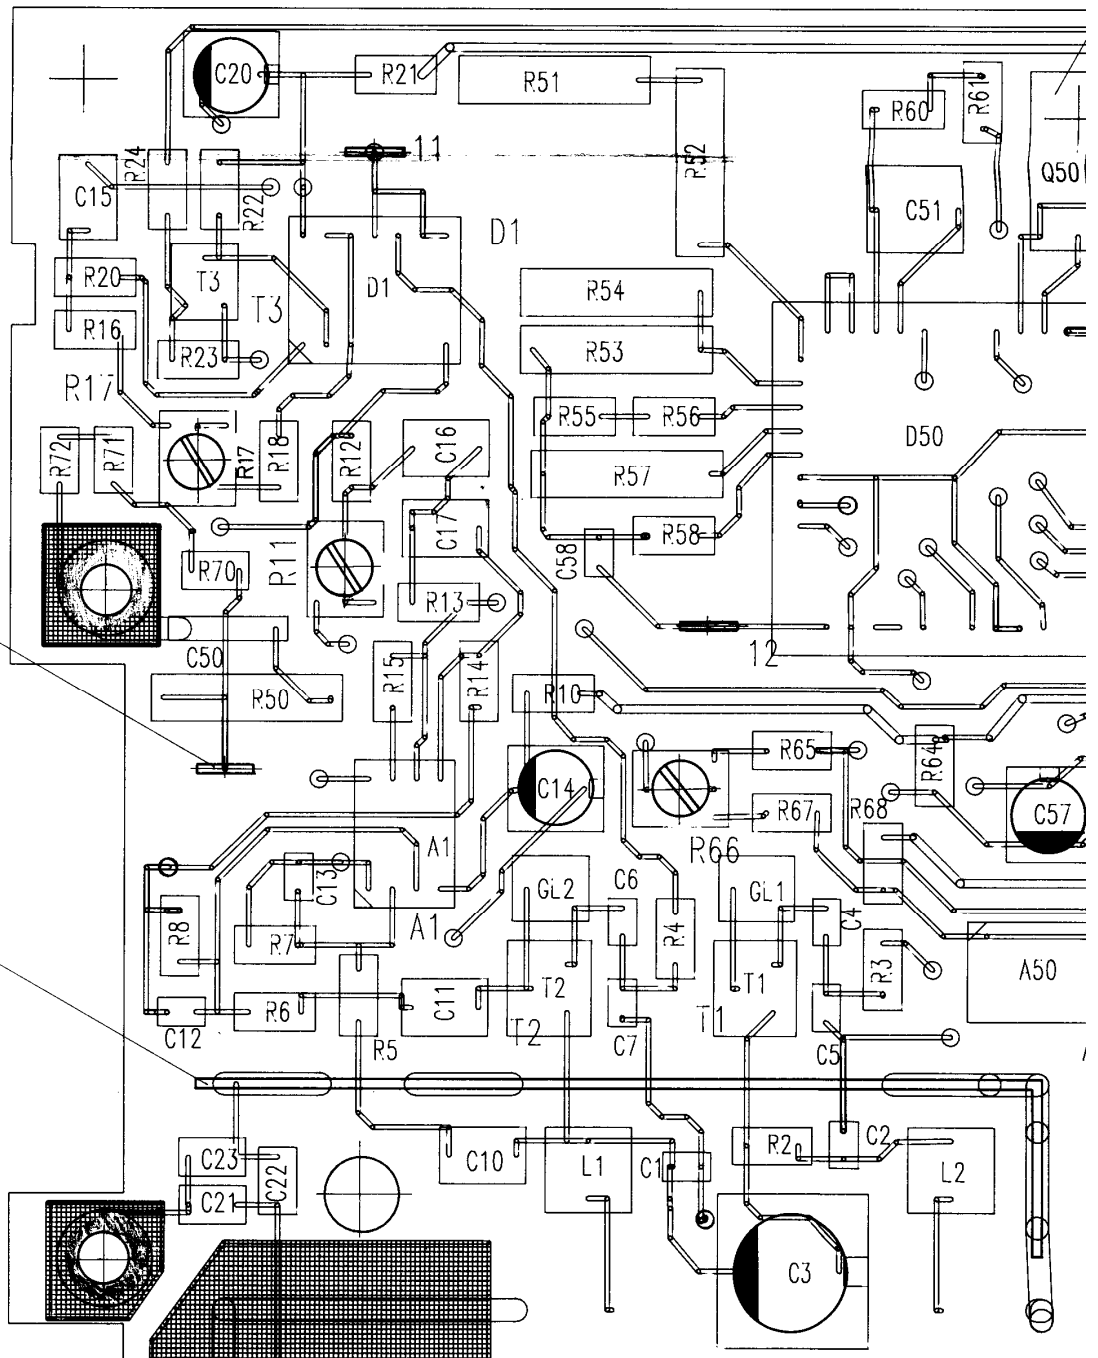 C20
R21
R51
R60
R61
11
R24
R52
C15
R22
C51
Q50
D1
R20
T3
D1
R54
T3
R16
R23
R53
R17
R55
R56
D50
R72
R71
R17
R18
R12
C16
R57
C17
R58
R11
C58
R70
R13
C50
12
R15
R14
R50
R10
R65
R64
C14
R67
R68
C57
A1
R66
C13
GL2
C6
GL1
A1
R8
R7
R4
C4
R3
A50
T2
T1
C11
R6
T2
T1
C12
R5
C7
C5
C23
C22
C10
L1
C1
R2
C2
L2
C21
C3